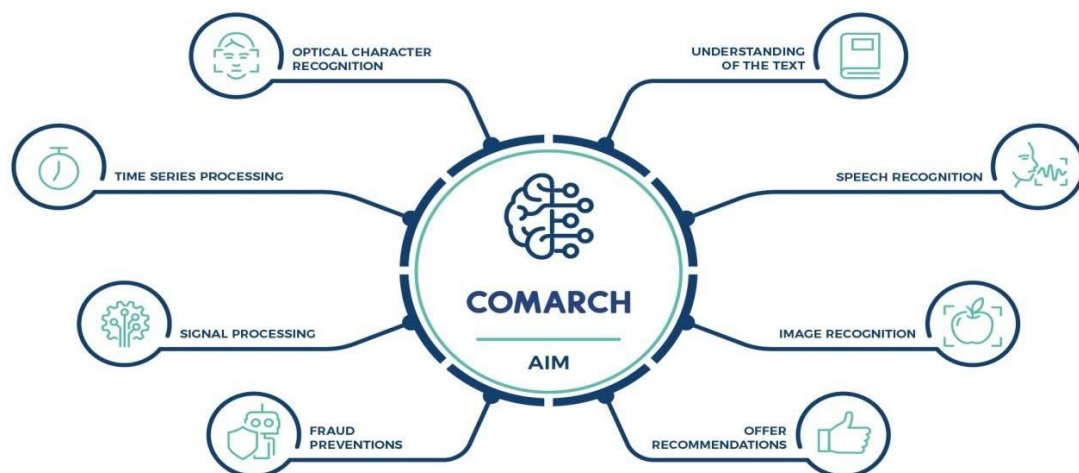 OPTICAL CHARACTER
RECOGNITION
UNDERSTANDING
OF THE TEXT
TIME SERIES PROCESSING
SPEECH RECOGNITION
COMARCH
AIM
SIGNAL PROCESSING
IMAGE RECOGNITION
FRAUD
PREVENTIONS
OFFER
RECOMMENDATIONS